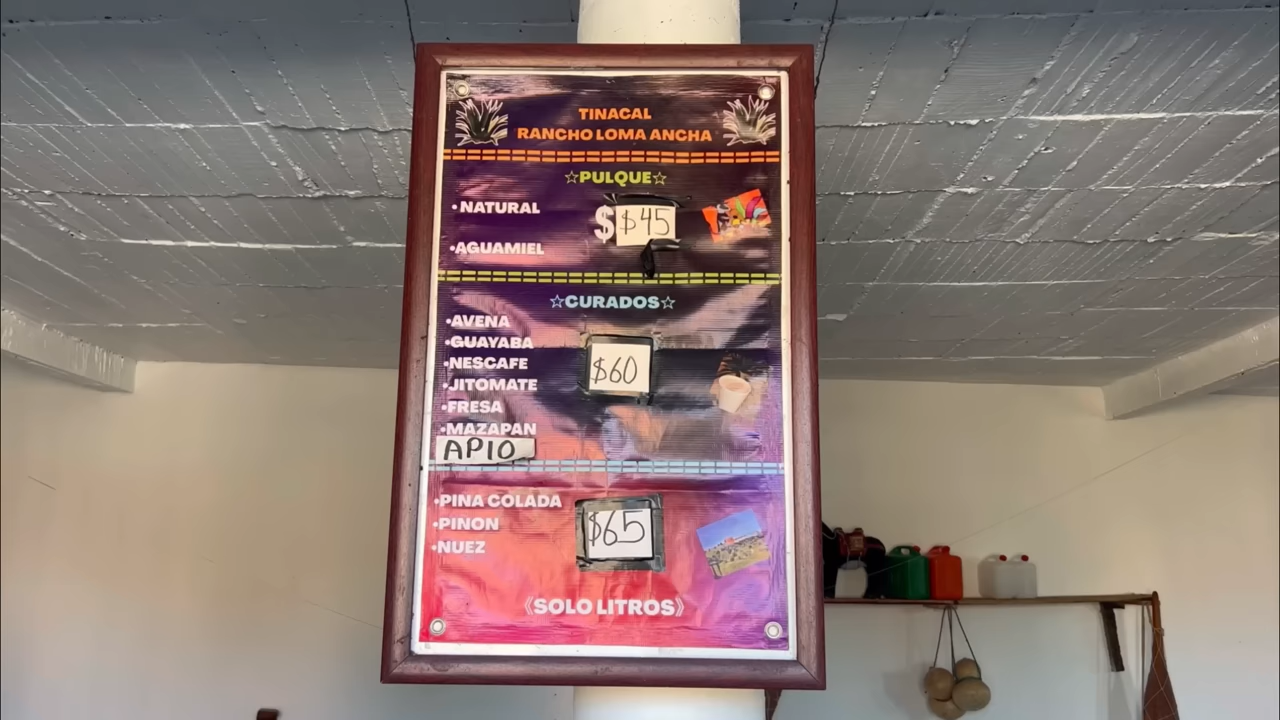 TINACAL
RANCHO LOMA ANCHA
☆PULQUE☆
•NATURAL
$ $45
•AGUAMIEL
☆CURADOS☆
•AVENA
•GUAYABA
•NESCAFE
$60
•JITOMATE
•FRESA
•MAZAPAN
APIO
•PINA COLADA
•PINON
$65
•NUEZ
《SOLO LITROS》